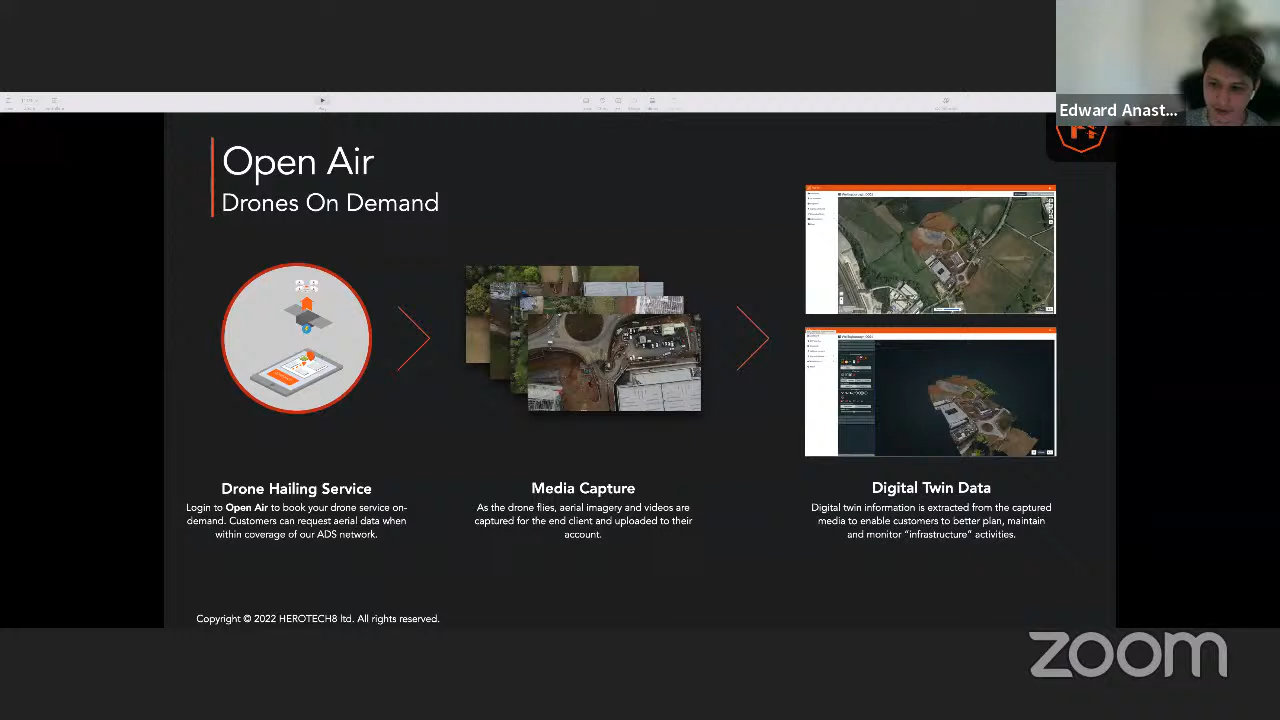 Edward Anast...
Open Air
Drones On Demand
Drone Hailing Service
Login to Open Air to book your drone service on-
demand. Customers can request aerial data when
within coverage of our ADS network.
Media Capture
As the drone flies, aerial imagery and videos are
captured for the end client and uploaded to their
account.
Digital Twin Data
Digital twin information is extracted from the captured
media to enable customers to better plan, maintain
and monitor “infrastructure” activities.
Copyright © 2022 HEROTECH8 ltd. All rights reserved.
zoom